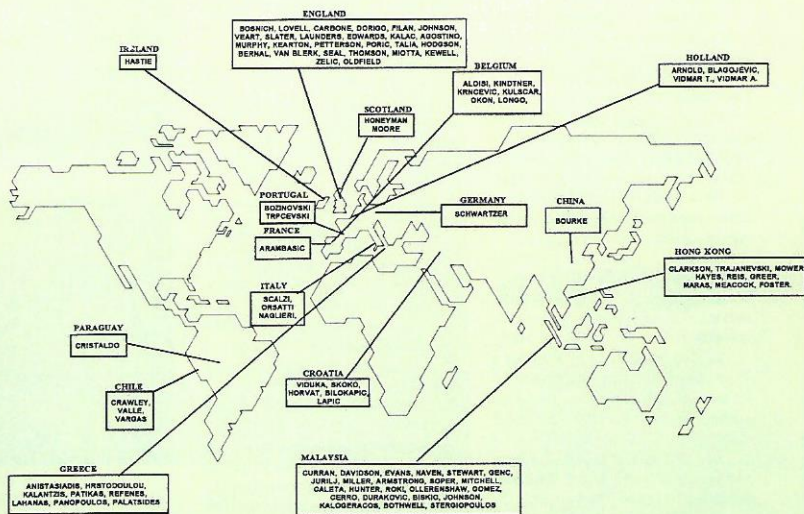 ENGLAND
BOSNICH, LOVELL, CARBONE, DORIGO, FILAN, JOHNSON,
VEART, SLATER, LAUNDERS, EDWARDS, KALAC, AGOSTINO,
MURPHY, KEARTON, PETTERSON, PORIC, TALIA, HODGSON,
BERNAL, VAN BLERK, SEAL, THOMSON, MIOTTA, KEWELL,
ZELIC, OLDFIELD
IRELAND
HASTIE
BELGIUM
ALOISI, KINDTNER,
KRNCEVIC, KULSCAR,
OKON, LONGO,
HOLLAND
ARNOLD, BLAGOJEVIC,
VIDMAR T., VIDMAR A.
SCOTLAND
HONEYMAN
MOORE
PORTUGAL
BOZINOVSKI
TRPCEVSKI
FRANCE
ARAMBASIC
GERMANY
SCHWARTZER
CHINA
BOURKE
HONG KONG
CLARKSON, TRAJANEVSKI, MOWER,
HAYES, REIS, GREER,
MARAS, MEACOCK, FOSTER.
ITALY
SCALZI,
ORSATTI
NAGLIERI.
PARAGUAY
CRISTALDO
CHILE
CRAWLEY,
VALLE,
VARGAS
CROATIA
VIDUKA, SKOKO,
HORVAT, BILOKAPIC,
LAPIC
GREECE
ANISTASIADIS, HRSTODOULOU,
KALANTZIS, PATIKAS, REFENES,
LAHANAS, PANOPOULOS, PALATSIDES
MALAYSIA
CURRAN, DAVIDSON, EVANS, HAVEN, STEWART, GENC,
JURILJ, MILLER, ARMSTRONG, SOPER, MITCHELL,
CALETA, HUNTER, ROKI, OLLERENSHAW, GOMEZ,
CERRO, DURAKOVIC, BISKIC, JOHNSON,
KALOGERACOS, BOTHWELL, STERGIOPOULOS